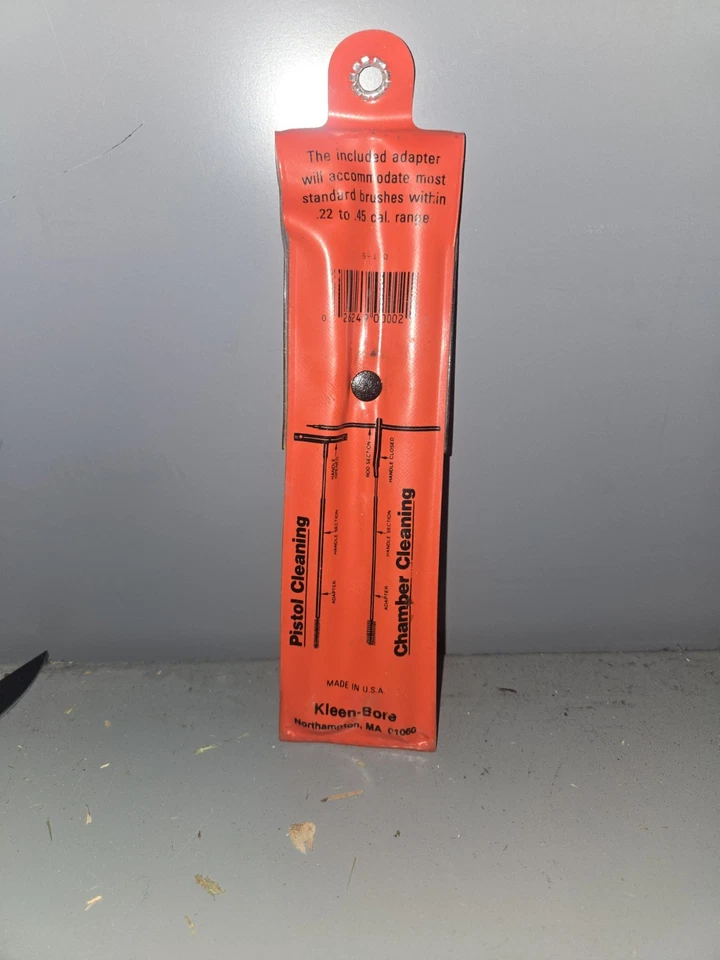 The included adapter
will accommodate most
standard brushes within
.22 to .45 cal. range
MADE IN U.S.A.
Kleen-Bore
Northampton, MA 01060
Pistol Cleaning
HANDLE
HANDLE SECTION
ADAPTER
ROD SECTION
HANDLE CLOSED
HANDLE SECTION
ADAPTER
Chamber Cleaning